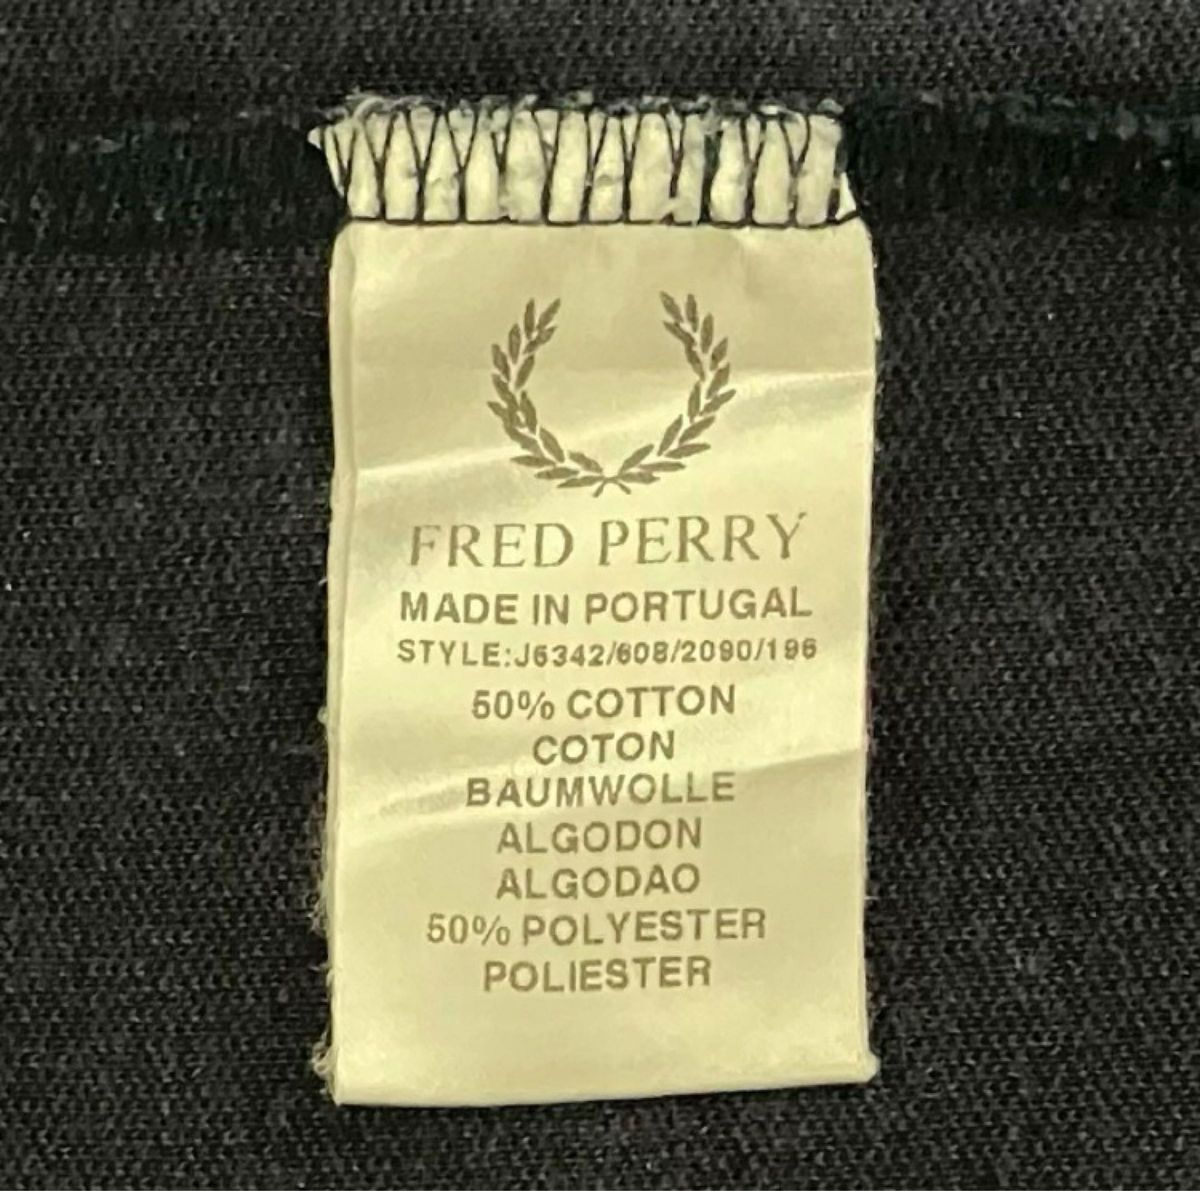 FRED PERRY
MADE IN PORTUGAL
STYLE:J6342/608/2090/196
50% COTTON
COTON
BAUMWOLLE
ALGODON
ALGODAO
50% POLYESTER
POLIESTER